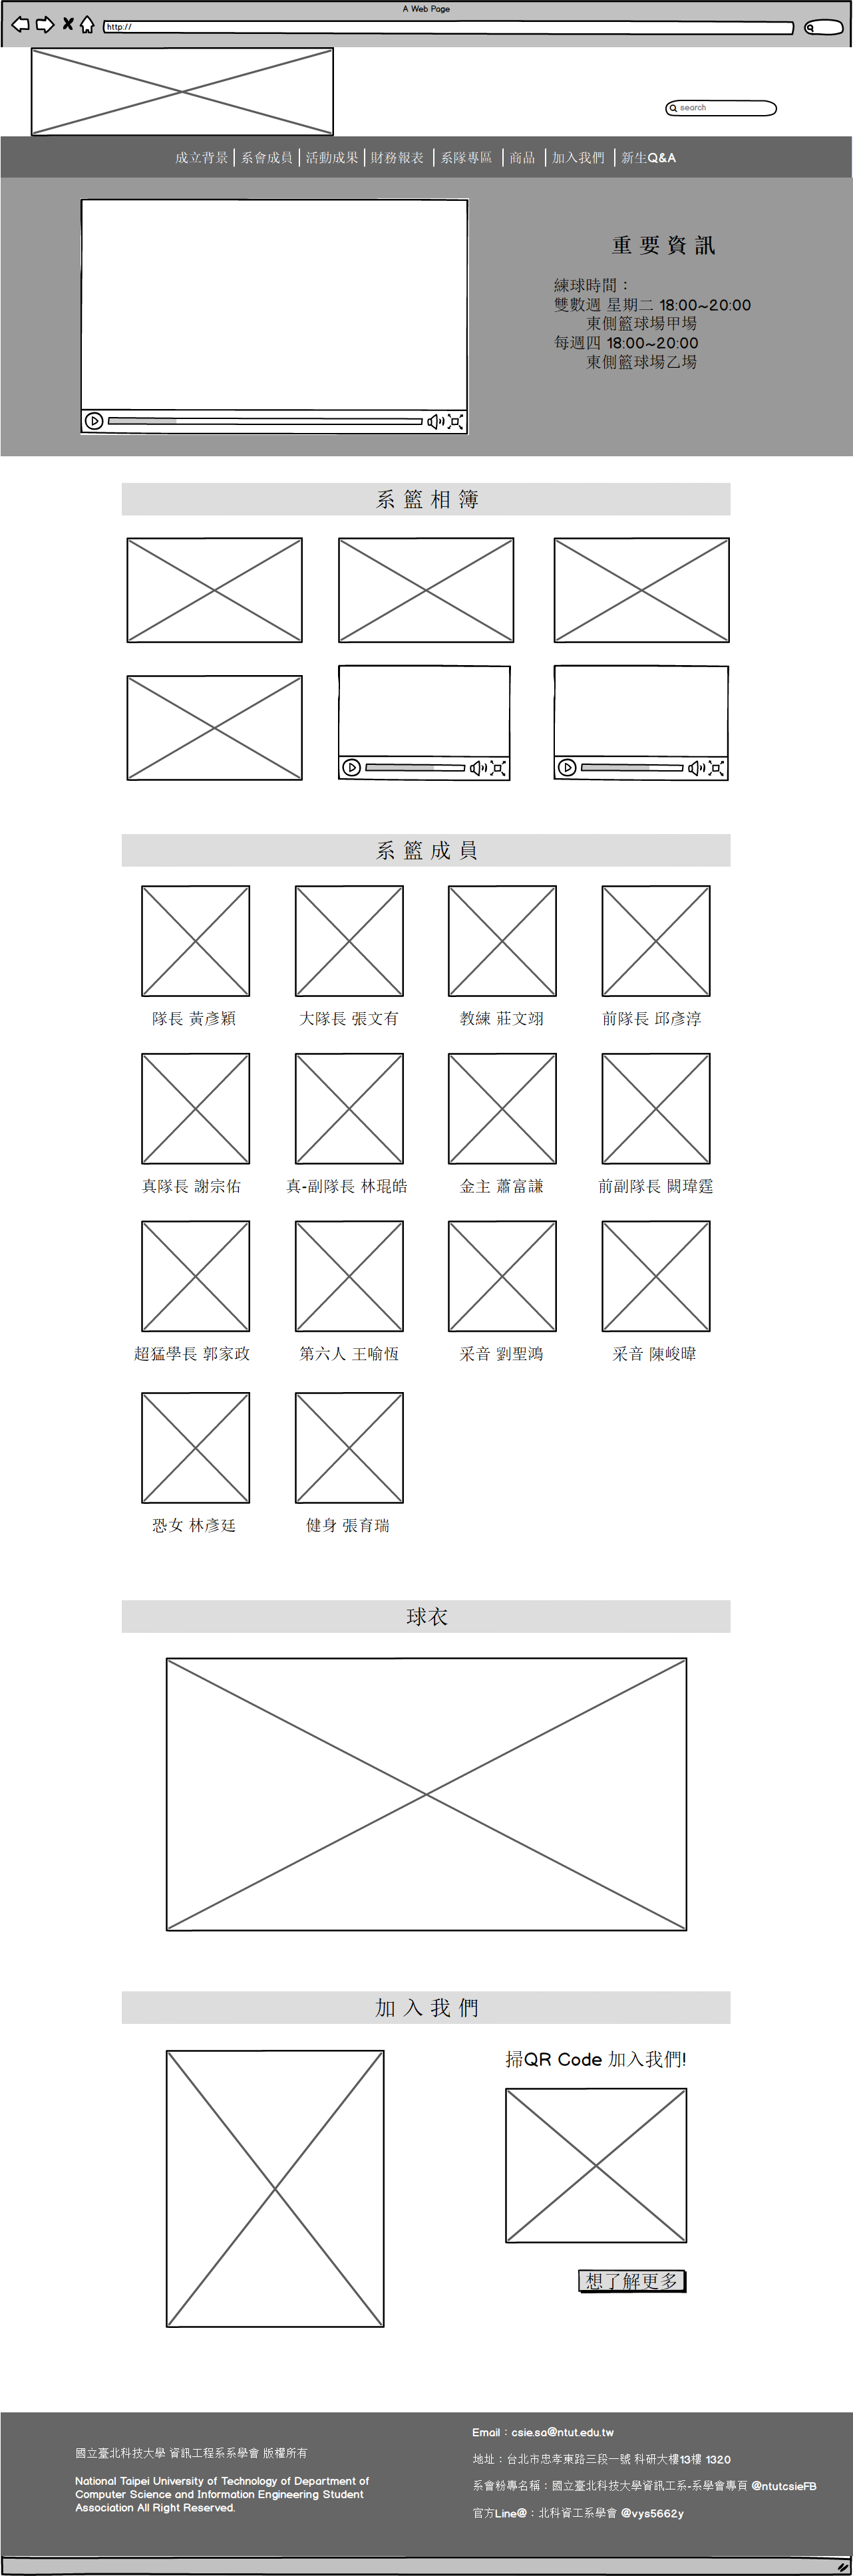 A Web Page
http://
search
成立背景 系會成員 活動成果 財務報表 系隊專區 商品 加入我們 新生Q&A
重 要 資 訊
練球時間：
雙數週 星期二 18:00~20:00
東側籃球場甲場
每週四 18:00~20:00
東側籃球場乙場
系 籃 相 簿
系 籃 成 員
隊長 黃彥穎 大隊長 張文有 教練 莊文翊 前隊長 邱彥淳
真隊長 謝宗佑 真-副隊長 林琨皓 金主 蕭富謙 前副隊長 闕瑋霆
超猛學長 郭家政 第六人 王喻恆 采音 劉聖鴻 采音 陳峻暐
恐女 林彥廷 健身 張育瑞
球衣
加 入 我 們
掃QR Code 加入我們!
想了解更多
國立臺北科技大學 資訊工程系系學會 版權所有
National Taipei University of Technology of Department of
Computer Science and Information Engineering Student
Association All Right Reserved.
Email：csie.sa@ntut.edu.tw
地址：台北市忠孝東路三段一號 科研大樓13樓 1320
系會粉專名稱：國立臺北科技大學資訊工系-系學會專頁 @ntutcsieFB
官方Line@：北科資工系學會 @vys5662y